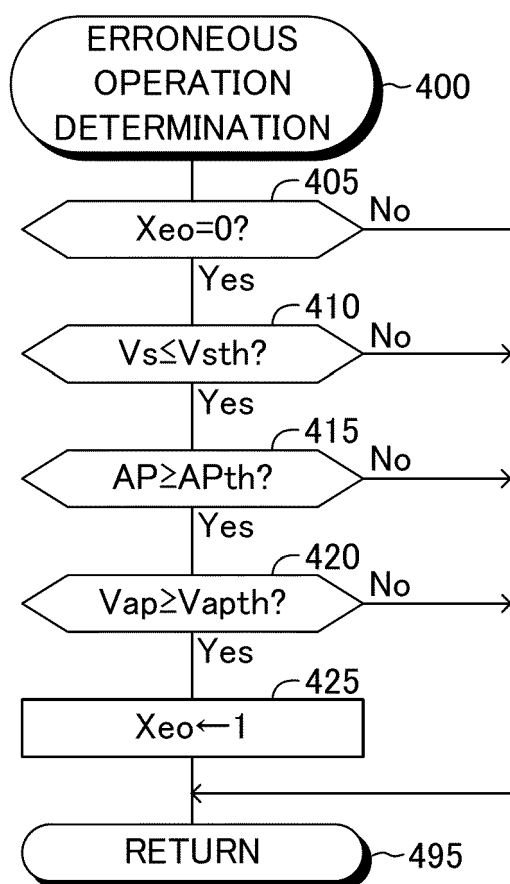 ERRONEOUS
OPERATION
DETERMINATION
400
405
Xeo=0?
No
Yes
410
Vs≤Vsth?
No
Yes
415
AP≥APth?
No
Yes
420
Vap≥Vapth?
No
Yes
425
Xeo←1
RETURN
495